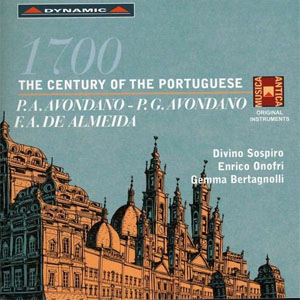 DYNAMIC
1700
THE CENTURY OF THE PORTUGUESE
P.A. AVONDANO - P.G. AVONDANO
F.A. DE ALMEIDA
MUSICA
ANTICA
ORIGINAL
INSTRUMENTS
Divino Sospiro
Enrico Onofri
Gemma Bertagnolli